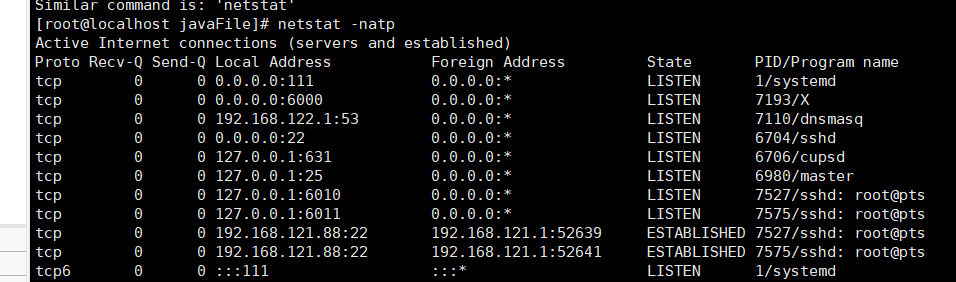 Similar command is: 'netstat'
[root@localhost javaFile]# netstat -natp
Active Internet connections (servers and established)
Proto Recv-Q Send-Q Local Address           Foreign Address         State       PID/Program name
tcp        0      0 0.0.0.0:111             0.0.0.0:*               LISTEN      1/systemd
tcp        0      0 0.0.0.0:6000            0.0.0.0:*               LISTEN      7193/X
tcp        0      0 192.168.122.1:53        0.0.0.0:*               LISTEN      7110/dnsmasq
tcp        0      0 0.0.0.0:22              0.0.0.0:*               LISTEN      6704/sshd
tcp        0      0 127.0.0.1:631           0.0.0.0:*               LISTEN      6706/cupsd
tcp        0      0 127.0.0.1:25            0.0.0.0:*               LISTEN      6980/master
tcp        0      0 127.0.0.1:6010          0.0.0.0:*               LISTEN      7527/sshd: root@pts
tcp        0      0 127.0.0.1:6011          0.0.0.0:*               LISTEN      7575/sshd: root@pts
tcp        0      0 192.168.121.88:22       192.168.121.1:52639     ESTABLISHED 7527/sshd: root@pts
tcp        0      0 192.168.121.88:22       192.168.121.1:52641     ESTABLISHED 7575/sshd: root@pts
tcp6       0      0 :::111                  :::*                    LISTEN      1/systemd